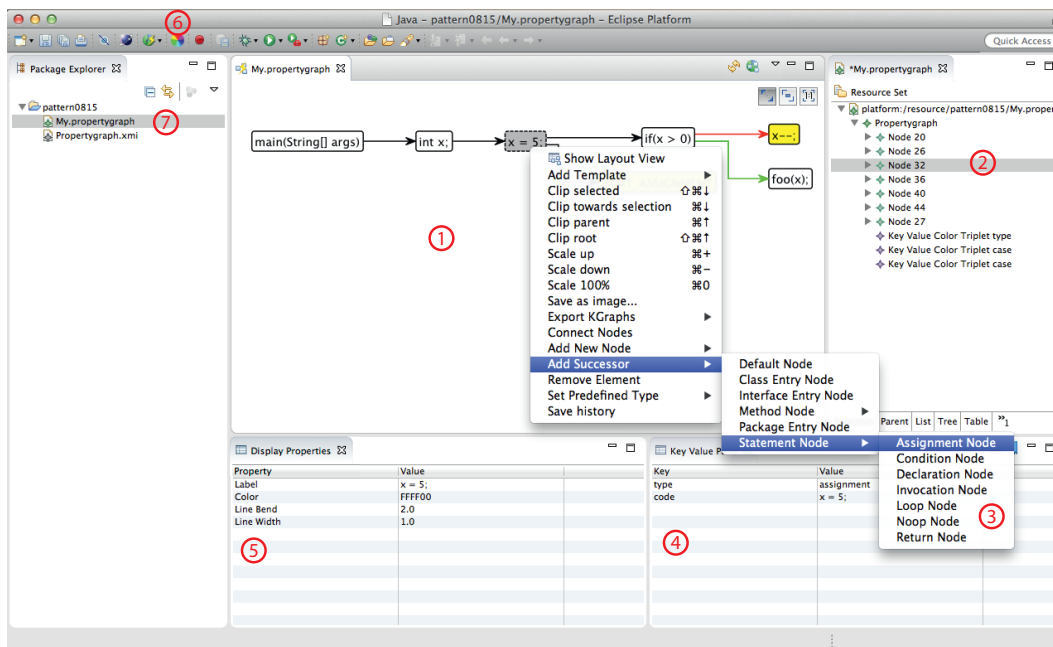 Java – pattern0815/My.propertygraph – Eclipse Platform
6
Quick Access
Package Explorer
My.propertygraph
*My.propertygraph
Resource Set
pattern0815
My.propertygraph
Propertygraph.xmi
7
main(String[] args)
int x;
x = 5;
if(x > 0)
x--;
foo(x);
1
platform:/resource/pattern0815/My.proper
Propertygraph
Node 20
Node 26
Node 32
Node 36
Node 40
Node 44
Node 27
Key Value Color Triplet type
Key Value Color Triplet case
Key Value Color Triplet case
2
Show Layout View
Add Template
Clip selected ⇧⌘↓
Clip towards selection ⌘↓
Clip parent ⌘↑
Clip root ⇧⌘↑
Scale up ⌘+
Scale down ⌘−
Scale 100% ⌘0
Save as image...
Export KGraphs
Connect Nodes
Add New Node
Add Successor
Remove Element
Set Predefined Type
Save history
Default Node
Class Entry Node
Interface Entry Node
Method Node
Package Entry Node
Statement Node
Parent List Tree Table »1
Assignment Node
Condition Node
Declaration Node
Invocation Node
Loop Node
Noop Node
Return Node
3
Display Properties
Property Value
Label x = 5;
Color FFFF00
Line Bend 2.0
Line Width 1.0
5
Key Value P
Key Value
type assignment
code x = 5;
4